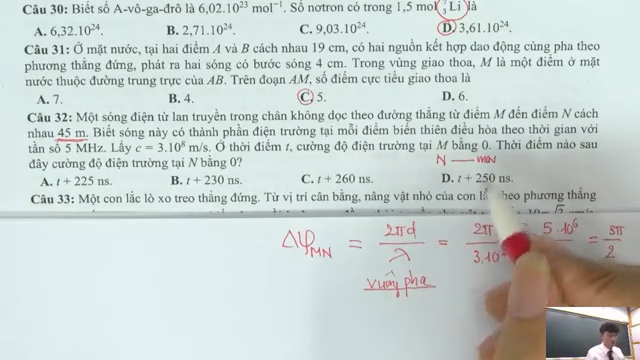 Câu 30: Biết số A-vô-ga-đrô là 6,02.10²³ mol⁻¹. Số nơtron có trong 1,5 mol ⁷₃Li là
A. 6,32.10²⁴. B. 2,71.10²⁴. C. 9,03.10²⁴. D. 3,61.10²⁴.
Câu 31: Ở mặt nước, tại hai điểm A và B cách nhau 19 cm, có hai nguồn kết hợp dao động cùng pha theo
phương thẳng đứng, phát ra hai sóng có bước sóng 4 cm. Trong vùng giao thoa, M là một điểm ở mặt
nước thuộc đường trung trực của AB. Trên đoạn AM, số điểm cực tiểu giao thoa là
A. 7. B. 4. C. 5. D. 6.
Câu 32: Một sóng điện từ lan truyền trong chân không dọc theo đường thẳng từ điểm M đến điểm N cách
nhau 45 m. Biết sóng này có thành phần điện trường tại mỗi điểm biến thiên điều hòa theo thời gian với
tần số 5 MHz. Lấy c = 3.10⁸ m/s. Ở thời điểm t, cường độ điện trường tại M bằng 0. Thời điểm nào sau
đây cường độ điện trường tại N bằng 0?
N — max
A. t + 225 ns. B. t + 230 ns. C. t + 260 ns. D. t + 250 ns.
Câu 33: Một con lắc lò xo treo thẳng đứng. Từ vị trí cân bằng, nâng vật nhỏ của con lắc theo phương thẳng
Δφ_MN = 2πd/λ = 2π 5.10⁶ / 3.10 = 3π/2
vuông pha